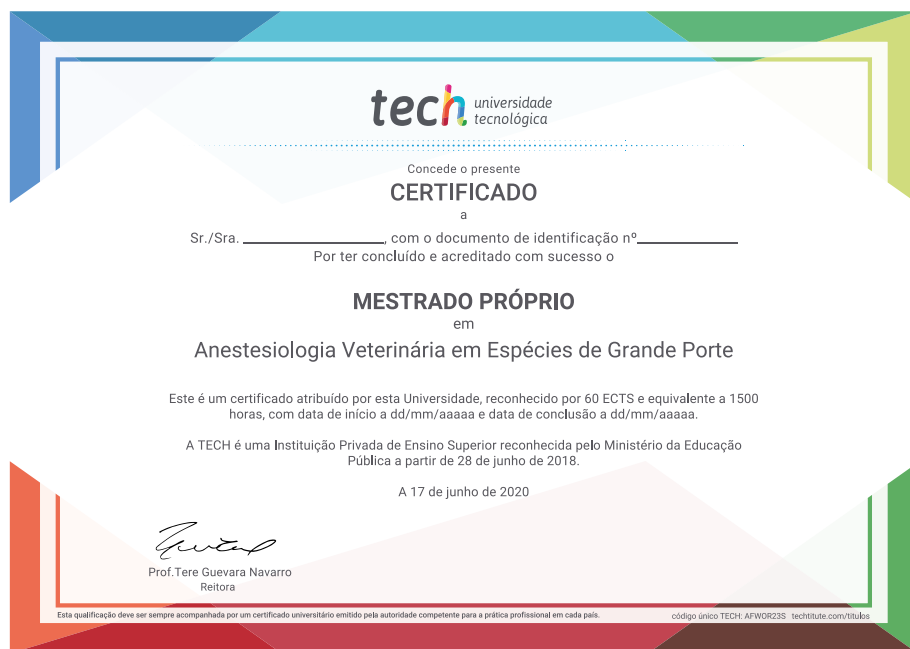 tech universidade
tecnológica
Concede o presente
CERTIFICADO
a
Sr./Sra. ________________, com o documento de identificação nº____________
Por ter concluído e acreditado com sucesso o
MESTRADO PRÓPRIO
em
Anestesiologia Veterinária em Espécies de Grande Porte
Este é um certificado atribuído por esta Universidade, reconhecido por 60 ECTS e equivalente a 1500
horas, com data de início a dd/mm/aaaaa e data de conclusão a dd/mm/aaaaa.
A TECH é uma Instituição Privada de Ensino Superior reconhecida pelo Ministério da Educação
Pública a partir de 28 de junho de 2018.
A 17 de junho de 2020
Prof.Tere Guevara Navarro
Reitora
Esta qualificação deve ser sempre acompanhada por um certificado universitário emitido pela autoridade competente para a prática profissional em cada país.
código único TECH: AFWOR23S techtitute.com/titulos